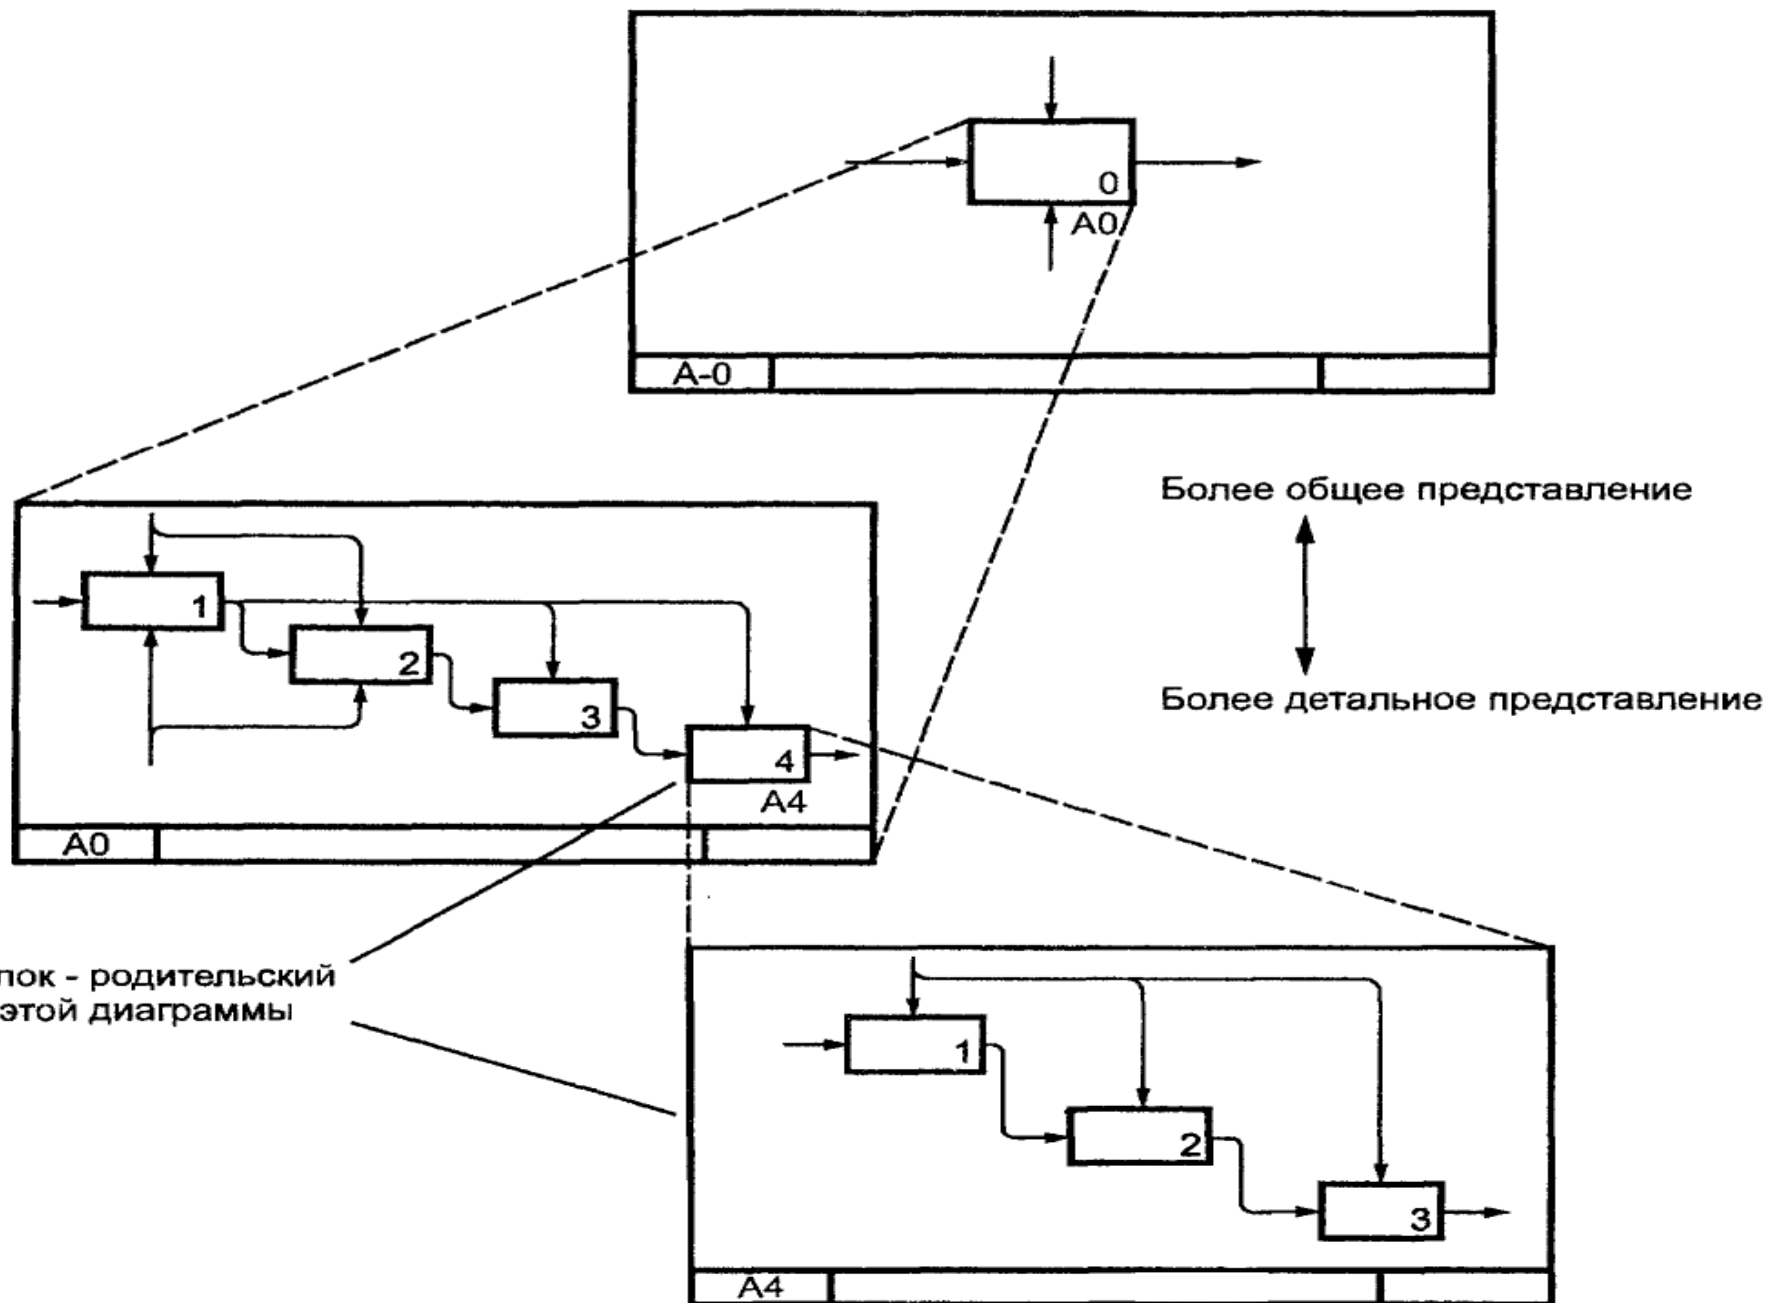 0
A0
A-0
Более общее представление
Более детальное представление
1
2
3
4
A4
A0
- родительский
этой диаграммы
1
2
3
A4